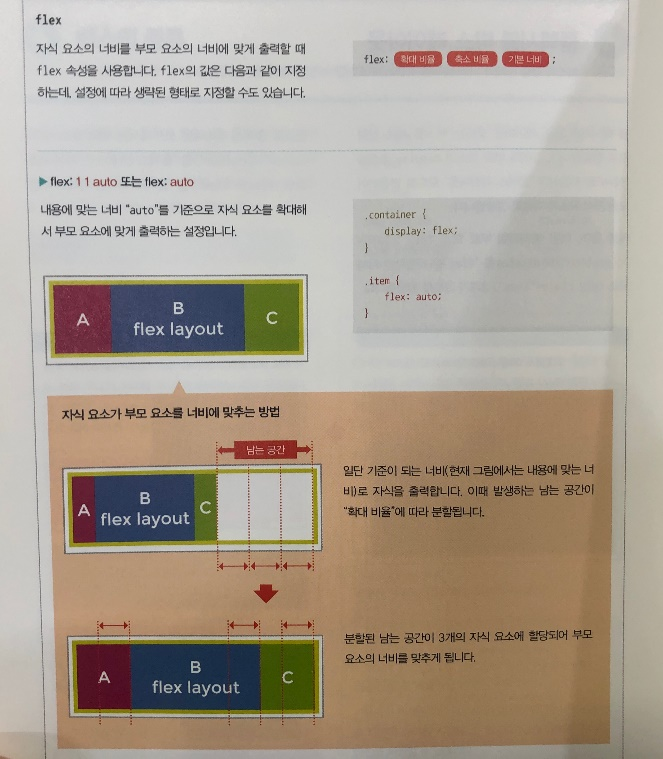 flex
자식 요소의 너비를 부모 요소의 너비에 맞게 출력할 때
flex 속성을 사용합니다. flex의 값은 다음과 같이 지정
하는데, 설정에 따라 생략된 형태로 지정할 수도 있습니다.
flex: 확대 비율 축소 비율 기본 너비 ;
▶flex: 1 1 auto 또는 flex: auto
내용에 맞는 너비 "auto"를 기준으로 자식 요소를 확대해
서 부모 요소에 맞게 출력하는 설정입니다.
.container {
display: flex;
}
.item {
flex: auto;
}
A
B
flex layout
C
자식 요소가 부모 요소를 너비에 맞추는 방법
남는 공간
A
B
flex layout
C
일단 기준이 되는 너비(현재 그림에서는 내용에 맞는 너
비)로 자식을 출력합니다. 이때 발생하는 남는 공간이
"확대 비율"에 따라 분할됩니다.
A
B
flex layout
C
분할된 남는 공간이 3개의 자식 요소에 할당되어 부모
요소의 너비를 맞추게 됩니다.